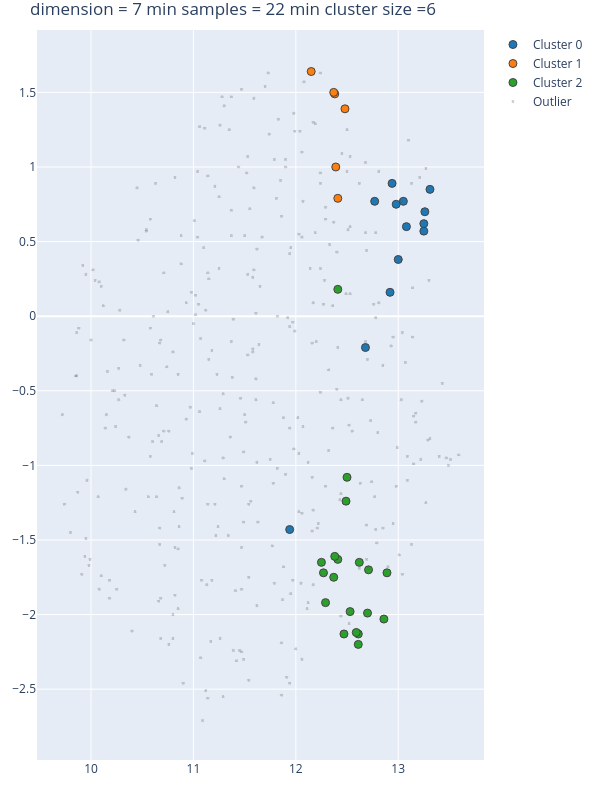 dimension = 7 min samples = 22 min cluster size =6
Cluster 0
Cluster 1
Cluster 2
Outlier
1.5
1
0.5
0
−0.5
−1
−1.5
−2
−2.5
10 11 12 13